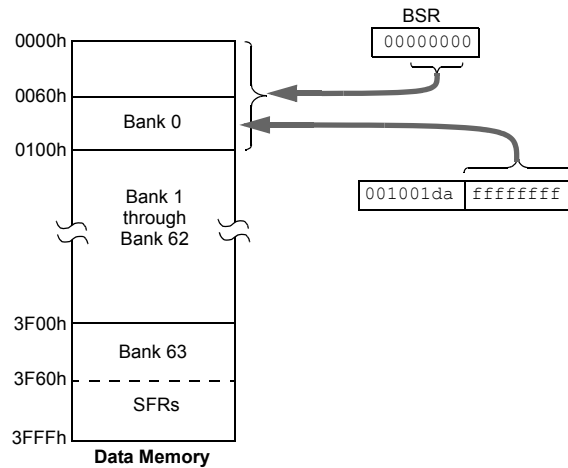 BSR
0000h
00000000
0060h
Bank 0
0100h
001001da ffffffff
Bank 1
through
Bank 62
3F00h
Bank 63
3F60h
SFRs
3FFFh
Data Memory